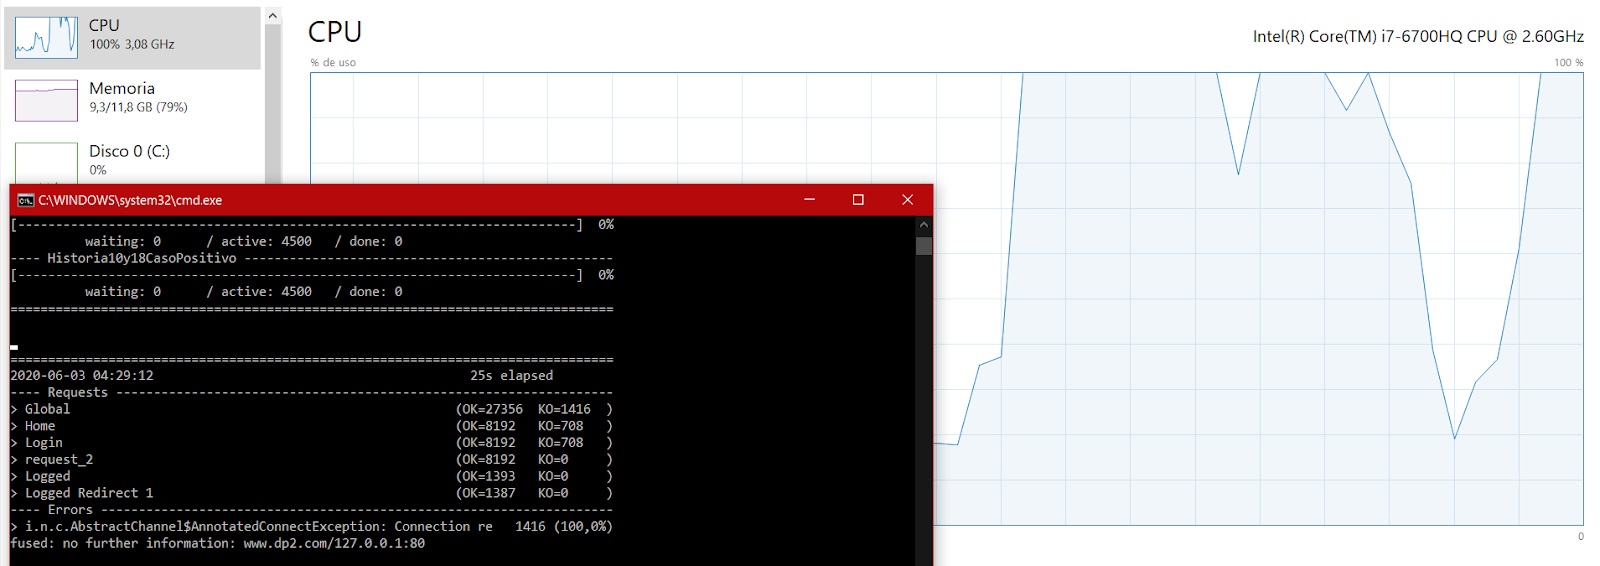 CPU
100% 3,08 GHz
Memoria
9,3/11,8 GB (79%)
Disco 0 (C:)
0%
CPU
Intel(R) Core(TM) i7-6700HQ CPU @ 2.60GHz
% de uso
100 %
0
C:\WINDOWS\system32\cmd.exe
[--------------------------------------------------------------------------]  0%
waiting: 0      / active: 4500   / done: 0
---- Historia10y18CasoPositivo -------------------------------------------------
[--------------------------------------------------------------------------]  0%
waiting: 0      / active: 4500   / done: 0
================================================================================
================================================================================
2020-06-03 04:29:12                                          25s elapsed
---- Requests ------------------------------------------------------------------
> Global                                                   (OK=27356  KO=1416  )
> Home                                                     (OK=8192   KO=708   )
> Login                                                    (OK=8192   KO=708   )
> request_2                                                (OK=8192   KO=0     )
> Logged                                                   (OK=1393   KO=0     )
> Logged Redirect 1                                        (OK=1387   KO=0     )
---- Errors --------------------------------------------------------------------
> i.n.c.AbstractChannel$AnnotatedConnectException: Connection re   1416 (100,0%)
fused: no further information: www.dp2.com/127.0.0.1:80